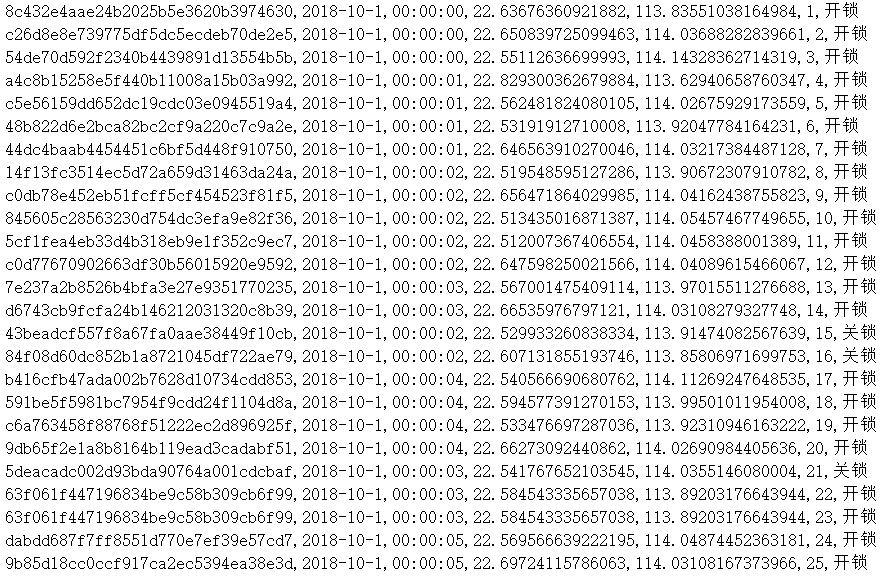 8c432e4aae24b2025b5e3620b3974630,2018-10-1,00:00:00,22.63676360921882,113.83551038164984,1,开锁
c26d8e8e739775df5dc5ecdeb70de2e5,2018-10-1,00:00:00,22.650839725099463,114.03688282839661,2,开锁
54de70d592f2340b4439891d13554b5b,2018-10-1,00:00:00,22.55112636699993,114.14328362714319,3,开锁
a4c8b15258e5f440b11008a15b03a992,2018-10-1,00:00:01,22.829300362679884,113.62940658760347,4,开锁
c5e56159dd652dc19cdc03e0945519a4,2018-10-1,00:00:01,22.562481824080105,114.02675929173559,5,开锁
48b822d6e2bca82bc2cf9a220c7c9a2e,2018-10-1,00:00:01,22.53191912710008,113.92047784164231,6,开锁
44dc4baab4454451c6bf5d448f910750,2018-10-1,00:00:01,22.646563910270046,114.03217384487128,7,开锁
14f13fc3514ec5d72a659d31463da24a,2018-10-1,00:00:02,22.519548595127286,113.90672307910782,8,开锁
c0db78e452eb51fcff5cf454523f81f5,2018-10-1,00:00:02,22.656471864029985,114.04162438755823,9,开锁
845605c28563230d754dc3efa9e82f36,2018-10-1,00:00:02,22.513435016871387,114.05457467749655,10,开锁
5cf1fea4eb33d4b318eb9e1f352c9ec7,2018-10-1,00:00:02,22.512007367406554,114.0458388001389,11,开锁
c0d77670902663df30b56015920e9592,2018-10-1,00:00:02,22.647598250021566,114.04089615466067,12,开锁
7e237a2b8526b4bfa3e27e9351770235,2018-10-1,00:00:03,22.567001475409114,113.97015511276688,13,开锁
d6743cb9fcfa24b146212031320c8b39,2018-10-1,00:00:03,22.66535976797121,114.03108279327748,14,开锁
43beadcf557f8a67fa0aae38449f10cb,2018-10-1,00:00:02,22.529933260838334,113.91474082567639,15,关锁
84f08d60dc852b1a8721045df722ae79,2018-10-1,00:00:02,22.607131855193746,113.85806971699753,16,关锁
b416cfb47ada002b7628d10734cdd853,2018-10-1,00:00:04,22.540566690680762,114.11269247648535,17,开锁
591be5f5981bc7954f9cdd24f1104d8a,2018-10-1,00:00:04,22.594577391270153,113.99501011954008,18,开锁
c6a763458f88768f51222ec2d896925f,2018-10-1,00:00:04,22.533476697287036,113.92310946163222,19,开锁
9db65f2e1a8b8164b119ead3cadabf51,2018-10-1,00:00:04,22.66273092440862,114.02690984405636,20,开锁
5deacadc002d93bda90764a001cdcbaf,2018-10-1,00:00:03,22.541767652103545,114.0355146080004,21,关锁
63f061f447196834be9c58b309cb6f99,2018-10-1,00:00:03,22.584543335657038,113.89203176643944,22,开锁
63f061f447196834be9c58b309cb6f99,2018-10-1,00:00:03,22.584543335657038,113.89203176643944,23,开锁
dabdd687f7ff8551d770e7ef39e57cd7,2018-10-1,00:00:05,22.569566639222195,114.04874452363181,24,开锁
9b85d18cc0ccf917ca2ec5394ea38e3d,2018-10-1,00:00:05,22.69724115786063,114.03108167373966,25,开锁